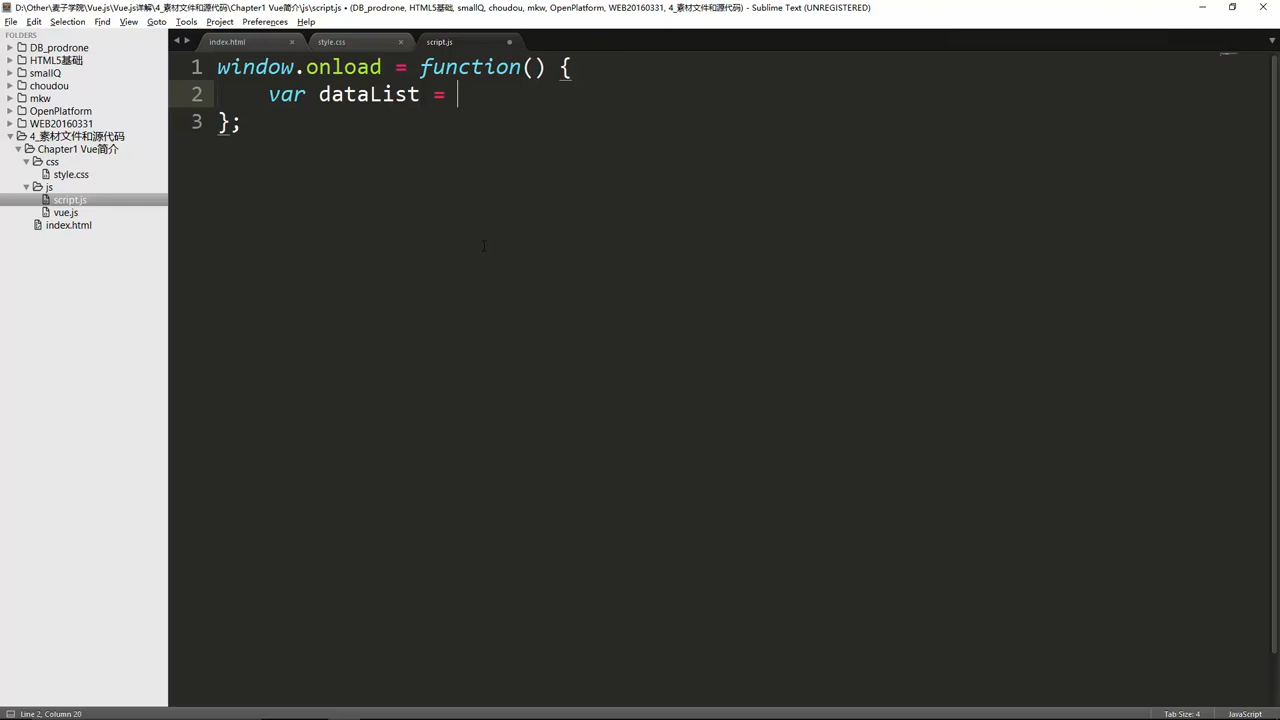 D:\Other\麦子学院\Vue.js\Vue.js详解\4_素材文件和源代码\Chapter1 Vue简介\js\script.js • (DB_prodrone, HTML5基础, smallQ, choudou, mkw, OpenPlatform, WEB20160331, 4_素材文件和源代码) - Sublime Text (UNREGISTERED)
File Edit Selection Find View Goto Tools Project Preferences Help
FOLDERS
DB_prodrone
HTML5基础
smallQ
choudou
mkw
OpenPlatform
WEB20160331
4_素材文件和源代码
Chapter1 Vue简介
css
style.css
js
script.js
vue.js
index.html
index.html style.css script.js
1 window.onload = function() {
2 var dataList =
3 };
Line 2, Column 20 Tab Size: 4 JavaScript